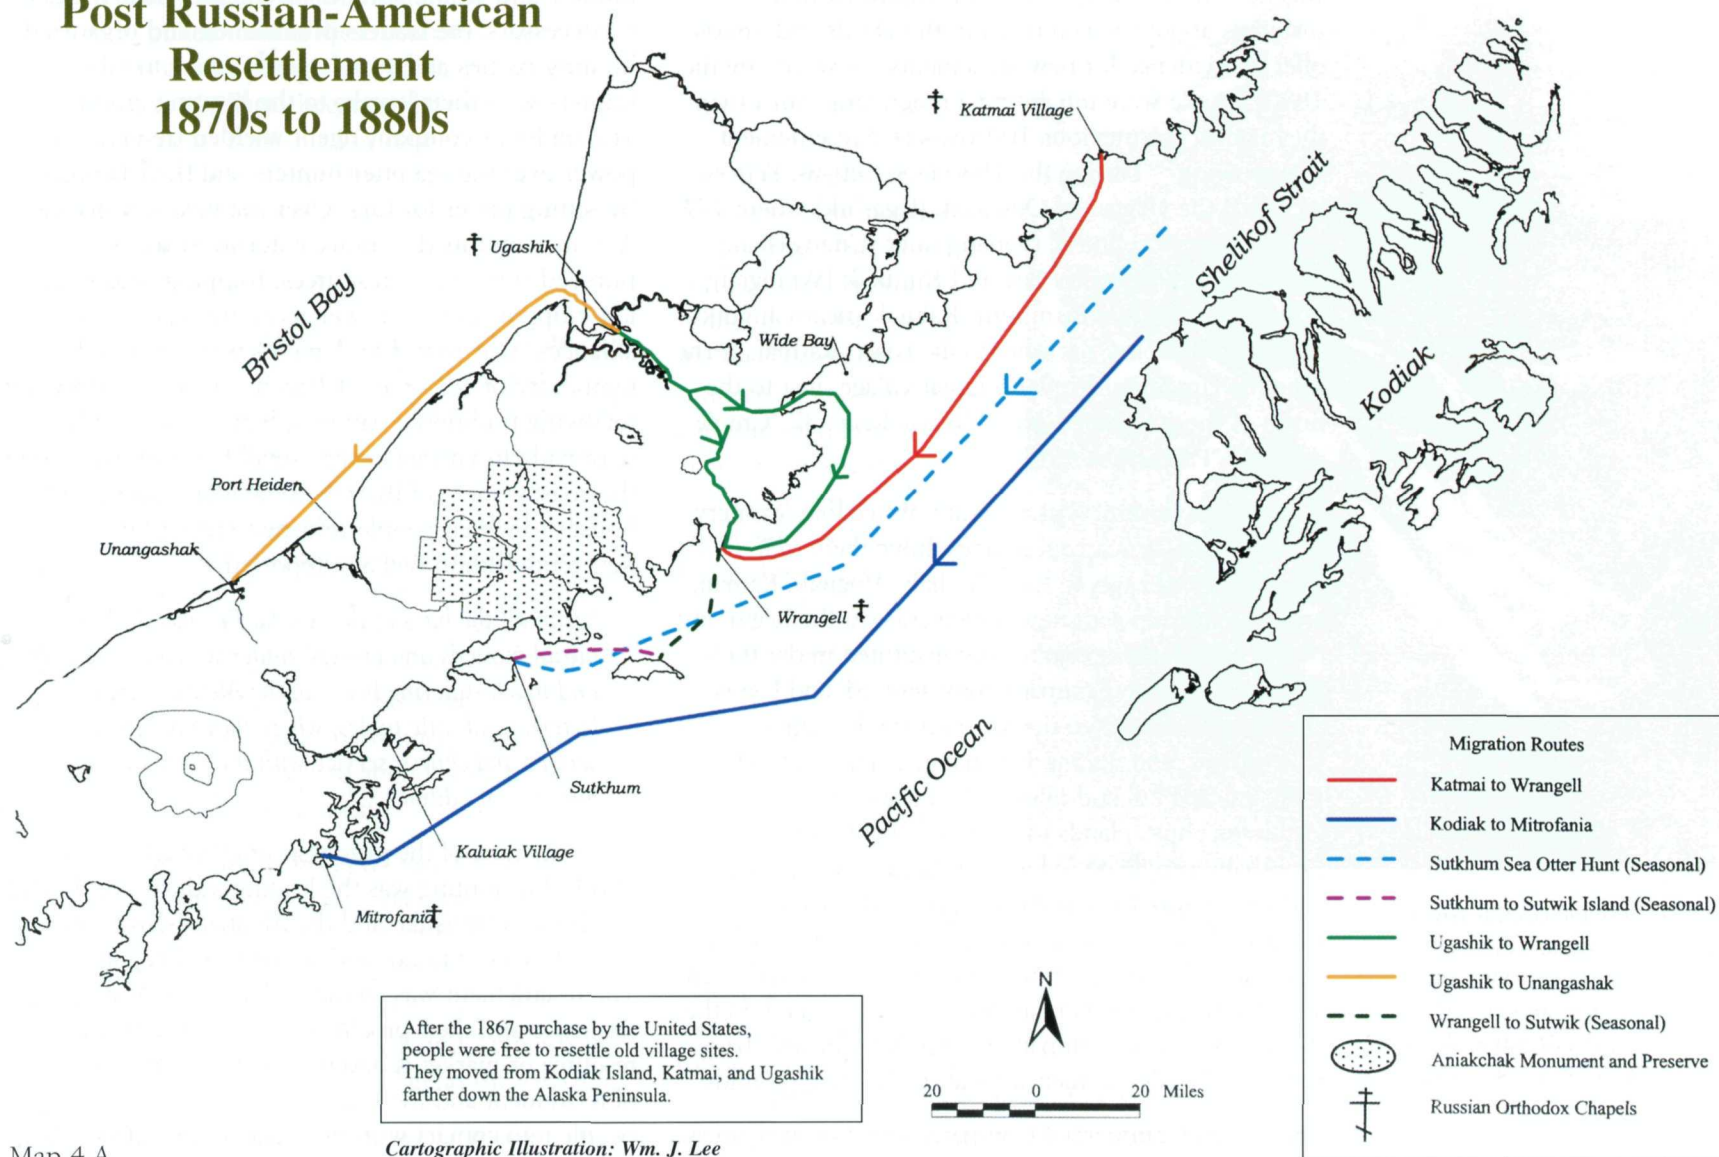 Post Russian-American
Resettlement
1870s to 1880s
Katmai Village
Ugashik
Shelikof Strait
Bristol Bay
Wide Bay
Kodiak
Port Heiden
Unangashak
Wrangell
Pacific Ocean
Sutkhum
Kaluiak Village
Mitrofania
Migration Routes
Katmai to Wrangell
Kodiak to Mitrofania
Sutkhum Sea Otter Hunt (Seasonal)
Sutkhum to Sutwik Island (Seasonal)
Ugashik to Wrangell
Ugashik to Unangashak
Wrangell to Sutwik (Seasonal)
Aniakchak Monument and Preserve
Russian Orthodox Chapels
N
20 0 20 Miles
After the 1867 purchase by the United States,
people were free to resettle old village sites.
They moved from Kodiak Island, Katmai, and Ugashik
farther down the Alaska Peninsula.
Cartographic Illustration: Wm. J. Lee
Map 4 A